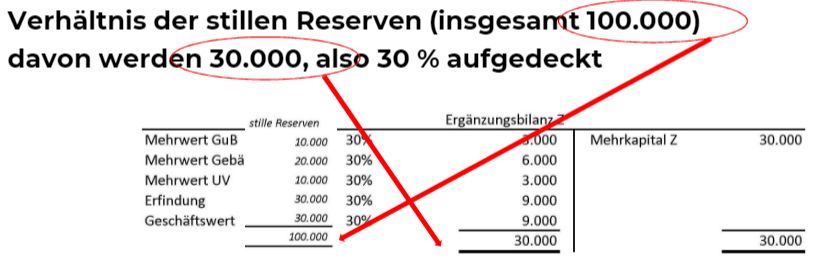 Verhältnis der stillen Reserven (insgesamt 100.000)
davon werden 30.000, also 30 % aufgedeckt
stille Reserven Ergänzungsbilanz Z
Mehrwert GuB 10.000 30% 3.000 Mehrkapital Z 30.000
Mehrwert Gebä 20.000 30% 6.000
Mehrwert UV 10.000 30% 3.000
Erfindung 30.000 30% 9.000
Geschäftswert 30.000 30% 9.000
100.000 30.000 30.000